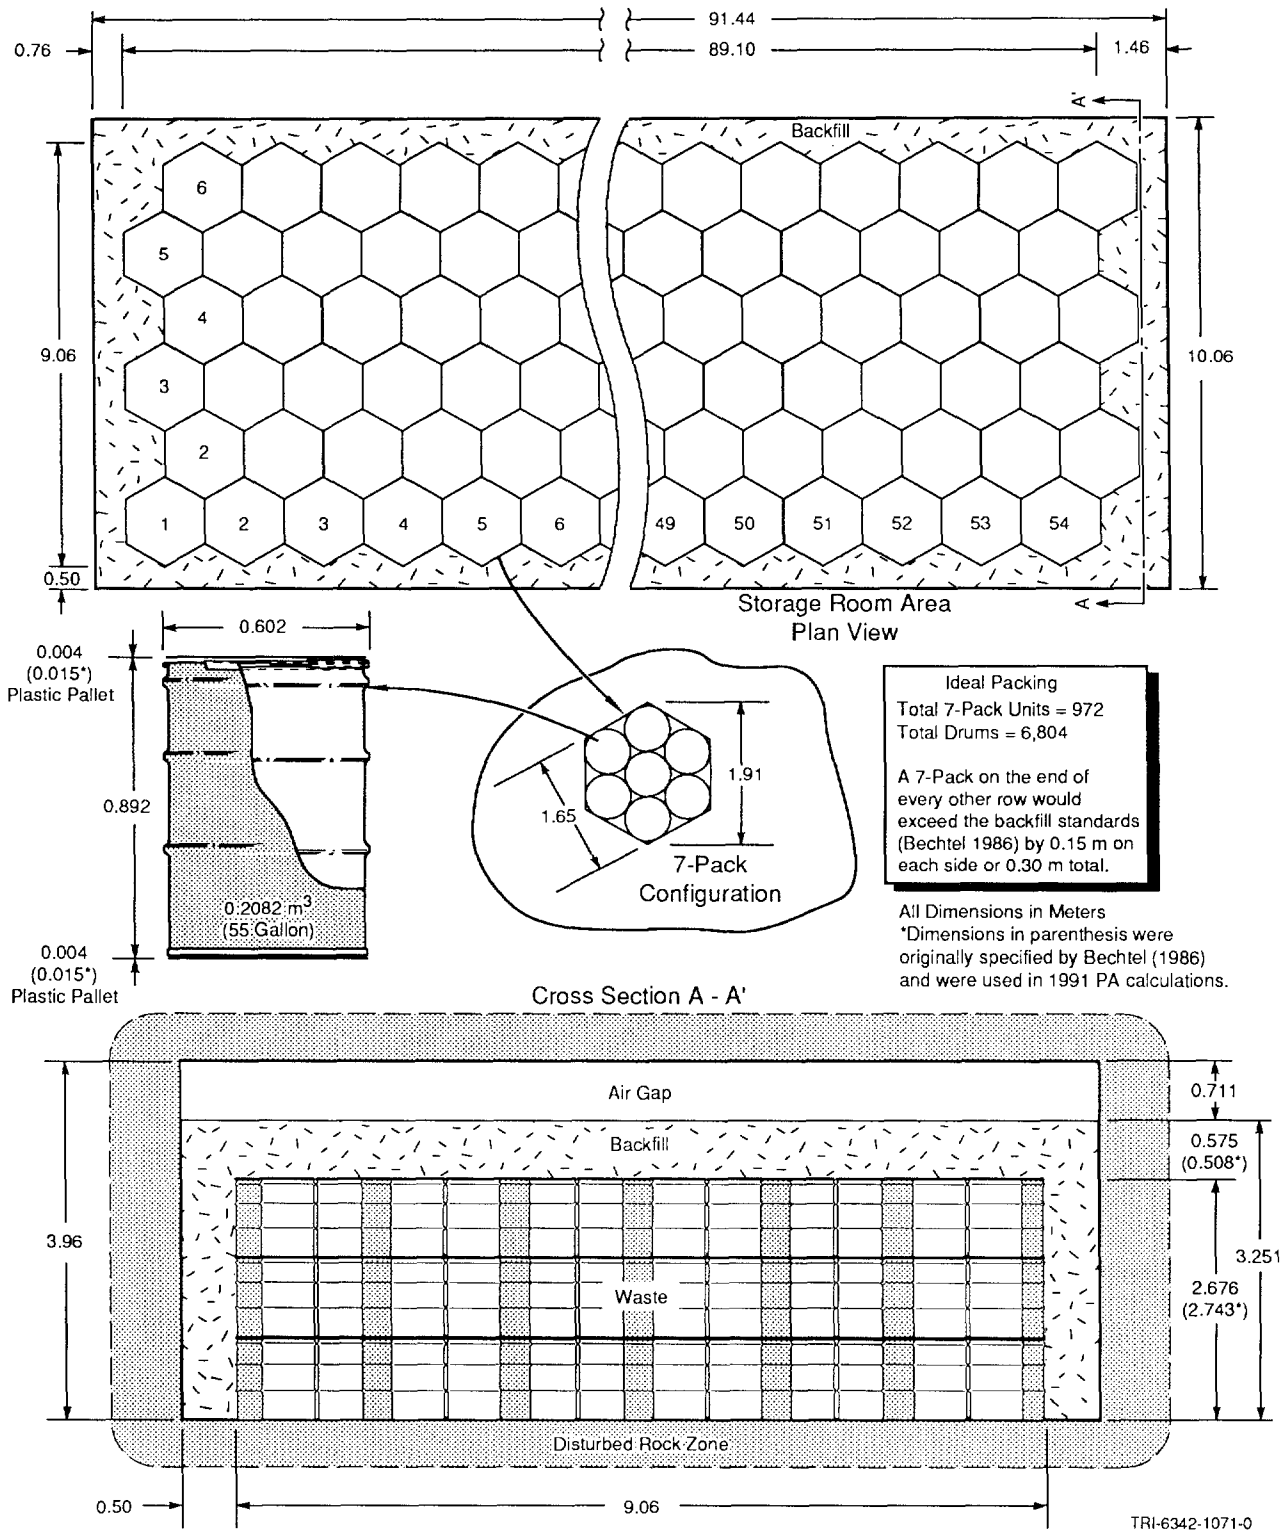 91.44
0.76
89.10
1.46
A'
Backfill
6
5
4
9.06
10.06
3
2
1 2 3 4 5 6 49 50 51 52 53 54
0.50
A
Storage Room Area
Plan View
0.602
0.004
(0.015*)
Plastic Pallet
0.892
0.2082 m³
(55 Gallon)
0.004
(0.015*)
Plastic Pallet
1.91
1.65
7-Pack
Configuration
Ideal Packing
Total 7-Pack Units = 972
Total Drums = 6,804
A 7-Pack on the end of
every other row would
exceed the backfill standards
(Bechtel 1986) by 0.15 m on
each side or 0.30 m total.
All Dimensions in Meters
*Dimensions in parenthesis were
originally specified by Bechtel (1986)
and were used in 1991 PA calculations.
Cross Section A - A'
Air Gap
0.711
Backfill
0.575
(0.508*)
3.96
3.251
Waste
2.676
(2.743*)
Disturbed Rock Zone
0.50
9.06
TRI-6342-1071-0